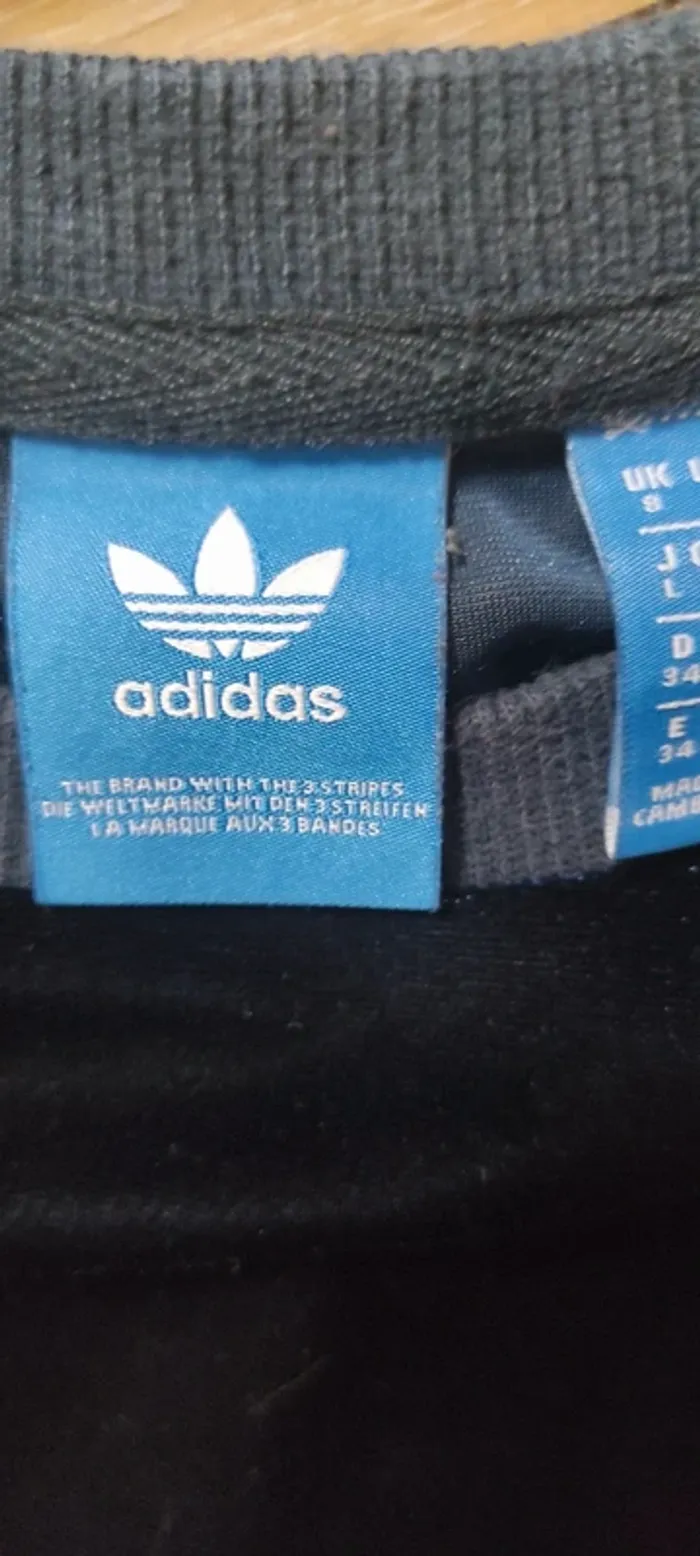 adidas
THE BRAND WITH THE 3 STRIPES
DIE WELTMARKE MIT DEN 3 STREIFEN
LA MARQUE AUX 3 BANDES
UK
J
L
D
34
E
34